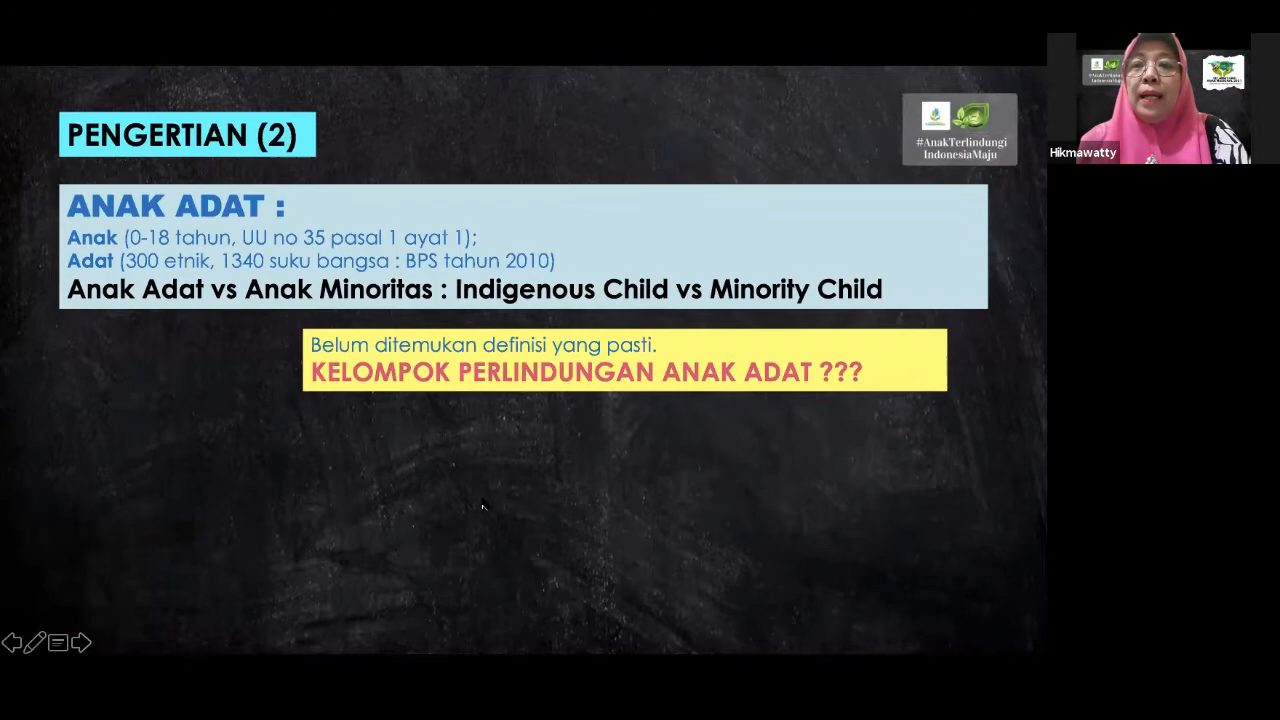 PENGERTIAN (2)
#AnakTerlindungi
IndonesiaMaju
ANAK ADAT :
Anak (0-18 tahun, UU no 35 pasal 1 ayat 1);
Adat (300 etnik, 1340 suku bangsa : BPS tahun 2010)
Anak Adat vs Anak Minoritas : Indigenous Child vs Minority Child
Belum ditemukan definisi yang pasti.
KELOMPOK PERLINDUNGAN ANAK ADAT ???
Hikmawatty